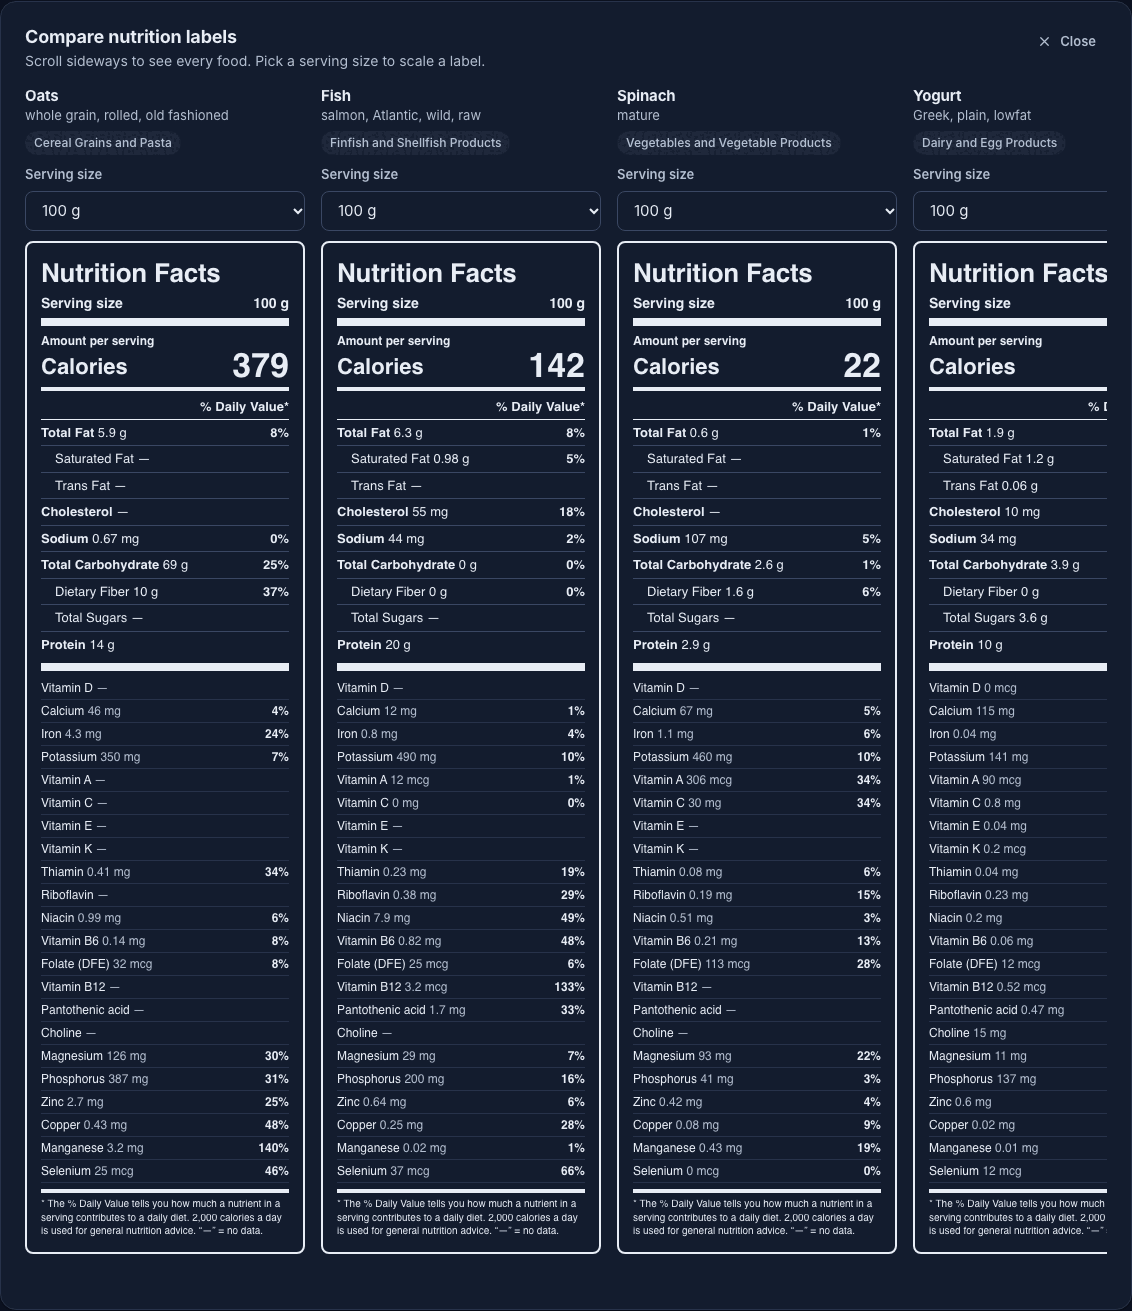 Compare nutrition labels
Close
Scroll sideways to see every food. Pick a serving size to scale a label.
Oats
whole grain, rolled, old fashioned
Cereal Grains and Pasta
Serving size
100 g
Nutrition Facts
Serving size 100 g
Amount per serving
Calories 379
% Daily Value*
Total Fat 5.9 g 8%
Saturated Fat —
Trans Fat —
Cholesterol —
Sodium 0.67 mg 0%
Total Carbohydrate 69 g 25%
Dietary Fiber 10 g 37%
Total Sugars —
Protein 14 g
Vitamin D —
Calcium 46 mg 4%
Iron 4.3 mg 24%
Potassium 350 mg 7%
Vitamin A —
Vitamin C —
Vitamin E —
Vitamin K —
Thiamin 0.41 mg 34%
Riboflavin —
Niacin 0.99 mg 6%
Vitamin B6 0.14 mg 8%
Folate (DFE) 32 mcg 8%
Vitamin B12 —
Pantothenic acid —
Choline —
Magnesium 126 mg 30%
Phosphorus 387 mg 31%
Zinc 2.7 mg 25%
Copper 0.43 mg 48%
Manganese 3.2 mg 140%
Selenium 25 mcg 46%
* The % Daily Value tells you how much a nutrient in a
serving contributes to a daily diet. 2,000 calories a day
is used for general nutrition advice. “—” = no data.
Fish
salmon, Atlantic, wild, raw
Finfish and Shellfish Products
Serving size
100 g
Nutrition Facts
Serving size 100 g
Amount per serving
Calories 142
% Daily Value*
Total Fat 6.3 g 8%
Saturated Fat 0.98 g 5%
Trans Fat —
Cholesterol 55 mg 18%
Sodium 44 mg 2%
Total Carbohydrate 0 g 0%
Dietary Fiber 0 g 0%
Total Sugars —
Protein 20 g
Vitamin D —
Calcium 12 mg 1%
Iron 0.8 mg 4%
Potassium 490 mg 10%
Vitamin A 12 mcg 1%
Vitamin C 0 mg 0%
Vitamin E —
Vitamin K —
Thiamin 0.23 mg 19%
Riboflavin 0.38 mg 29%
Niacin 7.9 mg 49%
Vitamin B6 0.82 mg 48%
Folate (DFE) 25 mcg 6%
Vitamin B12 3.2 mcg 133%
Pantothenic acid 1.7 mg 33%
Choline —
Magnesium 29 mg 7%
Phosphorus 200 mg 16%
Zinc 0.64 mg 6%
Copper 0.25 mg 28%
Manganese 0.02 mg 1%
Selenium 37 mcg 66%
* The % Daily Value tells you how much a nutrient in a
serving contributes to a daily diet. 2,000 calories a day
is used for general nutrition advice. “—” = no data.
Spinach
mature
Vegetables and Vegetable Products
Serving size
100 g
Nutrition Facts
Serving size 100 g
Amount per serving
Calories 22
% Daily Value*
Total Fat 0.6 g 1%
Saturated Fat —
Trans Fat —
Cholesterol —
Sodium 107 mg 5%
Total Carbohydrate 2.6 g 1%
Dietary Fiber 1.6 g 6%
Total Sugars —
Protein 2.9 g
Vitamin D —
Calcium 67 mg 5%
Iron 1.1 mg 6%
Potassium 460 mg 10%
Vitamin A 306 mcg 34%
Vitamin C 30 mg 34%
Vitamin E —
Vitamin K —
Thiamin 0.08 mg 6%
Riboflavin 0.19 mg 15%
Niacin 0.51 mg 3%
Vitamin B6 0.21 mg 13%
Folate (DFE) 113 mcg 28%
Vitamin B12 —
Pantothenic acid —
Choline —
Magnesium 93 mg 22%
Phosphorus 41 mg 3%
Zinc 0.42 mg 4%
Copper 0.08 mg 9%
Manganese 0.43 mg 19%
Selenium 0 mcg 0%
* The % Daily Value tells you how much a nutrient in a
serving contributes to a daily diet. 2,000 calories a day
is used for general nutrition advice. “—” = no data.
Yogurt
Greek, plain, lowfat
Dairy and Egg Products
Serving size
100 g
Nutrition Facts
Serving size
Amount per serving
Calories
%
Total Fat 1.9 g
Saturated Fat 1.2 g
Trans Fat 0.06 g
Cholesterol 10 mg
Sodium 34 mg
Total Carbohydrate 3.9 g
Dietary Fiber 0 g
Total Sugars 3.6 g
Protein 10 g
Vitamin D 0 mcg
Calcium 115 mg
Iron 0.04 mg
Potassium 141 mg
Vitamin A 90 mcg
Vitamin C 0.8 mg
Vitamin E 0.04 mg
Vitamin K 0.2 mcg
Thiamin 0.04 mg
Riboflavin 0.23 mg
Niacin 0.2 mg
Vitamin B6 0.06 mg
Folate (DFE) 12 mcg
Vitamin B12 0.52 mcg
Pantothenic acid 0.47 mg
Choline 15 mg
Magnesium 11 mg
Phosphorus 137 mg
Zinc 0.6 mg
Copper 0.02 mg
Manganese 0.01 mg
Selenium 12 mcg
* The % Daily Value tells you how much
serving contributes to a daily diet. 2,000
is used for general nutrition advice. “—”